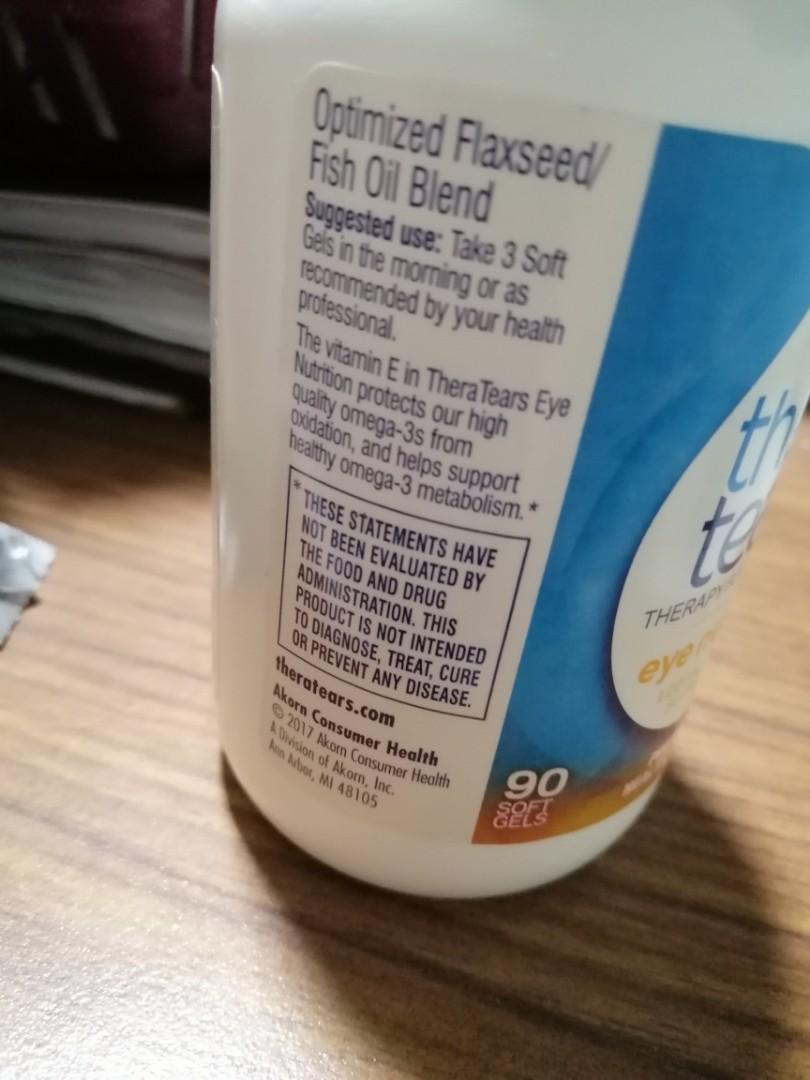 Optimized Flaxseed/
Fish Oil Blend
Suggested use: Take 3 Soft
Gels in the morning or as
recommended by your health
professional.
The vitamin E in TheraTears Eye
Nutrition protects our high
quality omega-3s from
oxidation, and helps support
healthy omega-3 metabolism.*
* THESE STATEMENTS HAVE
NOT BEEN EVALUATED BY
THE FOOD AND DRUG
ADMINISTRATION. THIS
PRODUCT IS NOT INTENDED
TO DIAGNOSE, TREAT, CURE
OR PREVENT ANY DISEASE.
theratears.com
Akorn Consumer Health
© 2017 Akorn Consumer Health
A Division of Akorn, Inc.
Ann Arbor, MI 48105
th
te
THERAPY
eye
90
SOFT
GELS